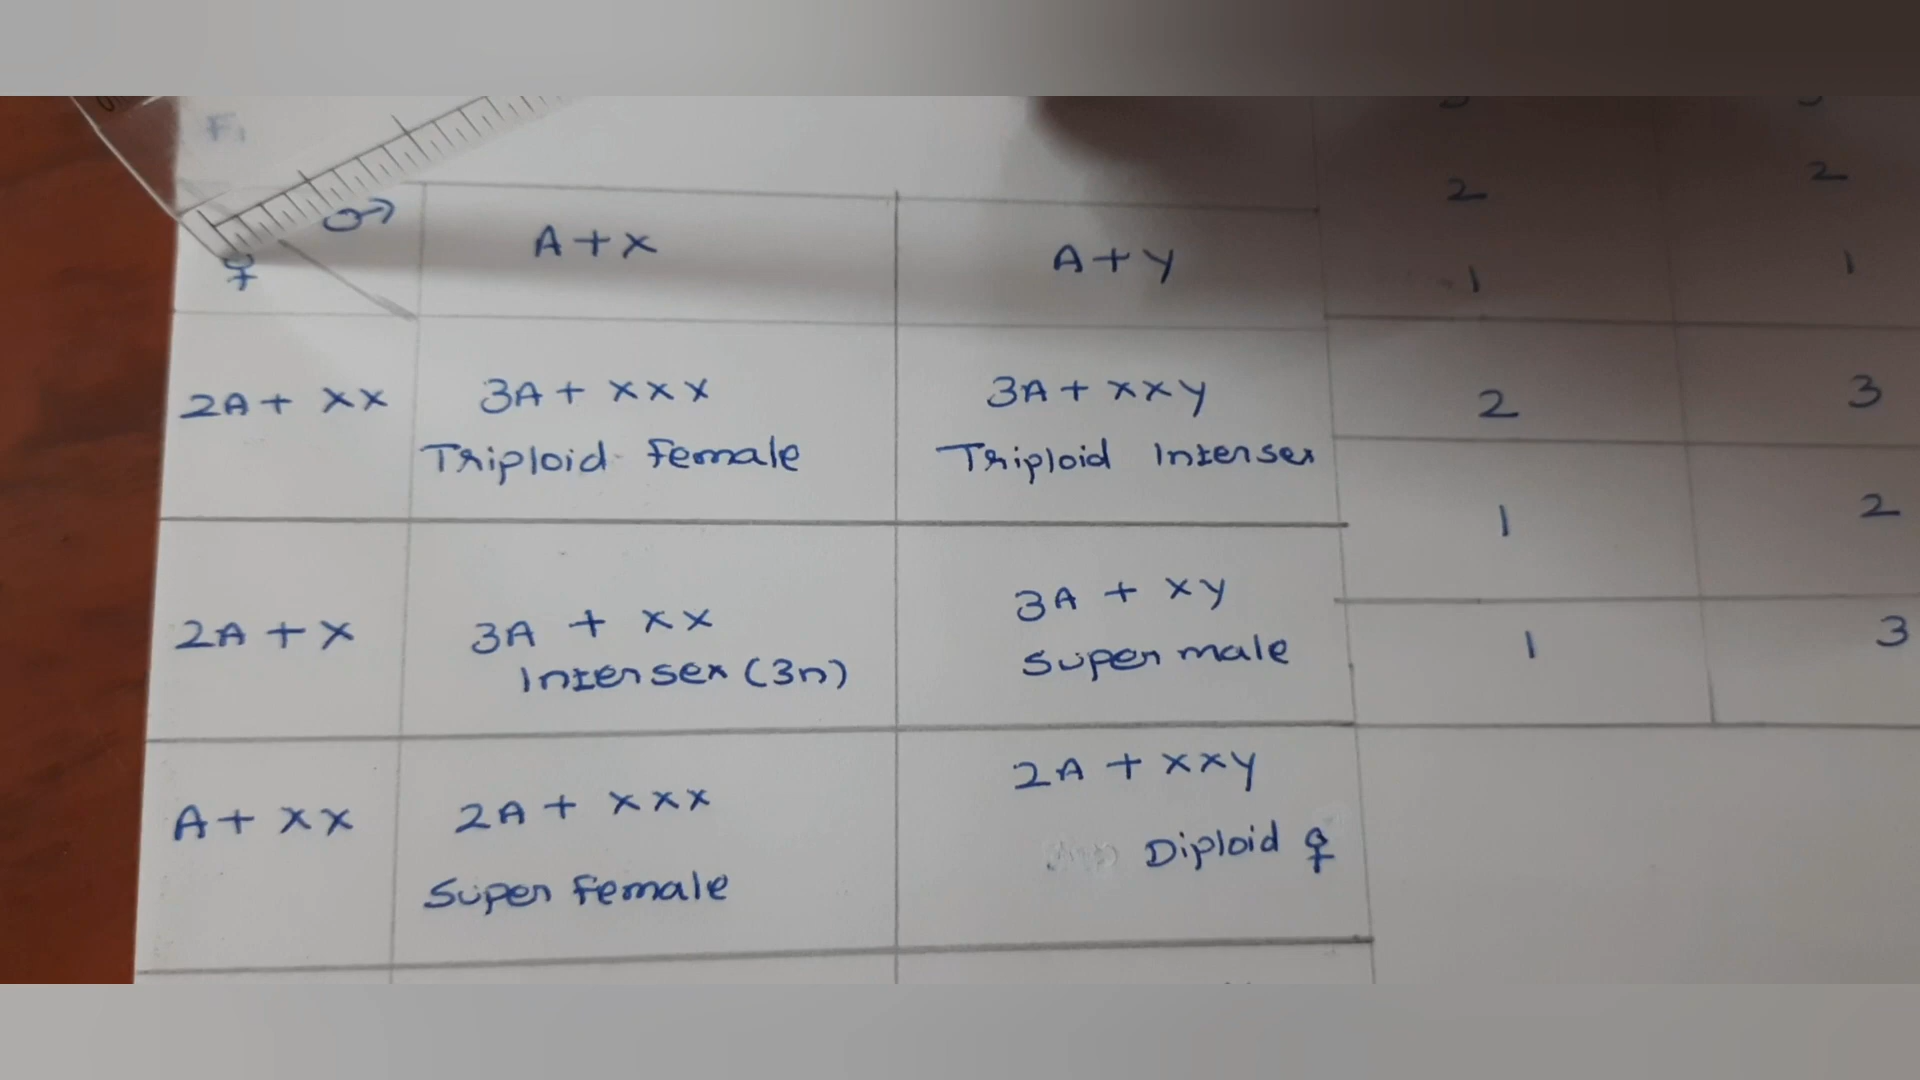 F1
♂ A+X A+Y
♀
2A+ XX 3A+ XXX 3A+ XXY
Triploid Female Triploid Intersex
2A + X 3A + XX 3A + XY
Intersex (3n) Super male
A+ XX 2A + XXX 2A + XXY
Super Female Diploid ♀
2 2
1 1
2 3
1 2
1 3